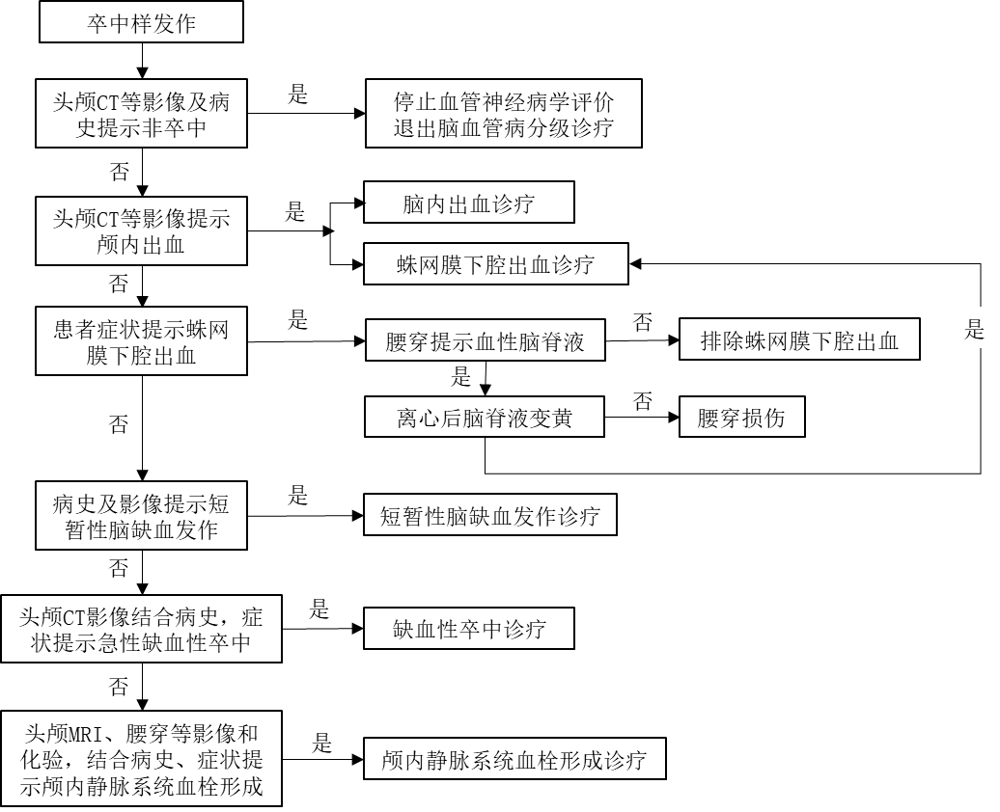 卒中样发作
头颅CT等影像及病
史提示非卒中
是
停止血管神经病学评价
退出脑血管病分级诊疗
否
头颅CT等影像提示
颅内出血
是
脑内出血诊疗
蛛网膜下腔出血诊疗
否
患者症状提示蛛网
膜下腔出血
是
腰穿提示血性脑脊液
否
排除蛛网膜下腔出血
是
是
离心后脑脊液变黄
否
腰穿损伤
否
病史及影像提示短
暂性脑缺血发作
是
短暂性脑缺血发作诊疗
否
头颅CT影像结合病史，症
状提示急性缺血性卒中
是
缺血性卒中诊疗
否
头颅MRI、腰穿等影像和
化验，结合病史、症状提
示颅内静脉系统血栓形成
是
颅内静脉系统血栓形成诊疗